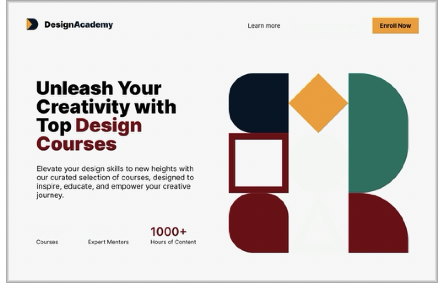 DesignAcademy
Learn more
Enroll Now
Unleash Your
Creativity with
Top Design
Courses
Elevate your design skills to new heights with
our curated selection of courses, designed to
inspire, educate, and empower your creative
journey.
1000+
Courses
Expert Mentors
Hours of Content